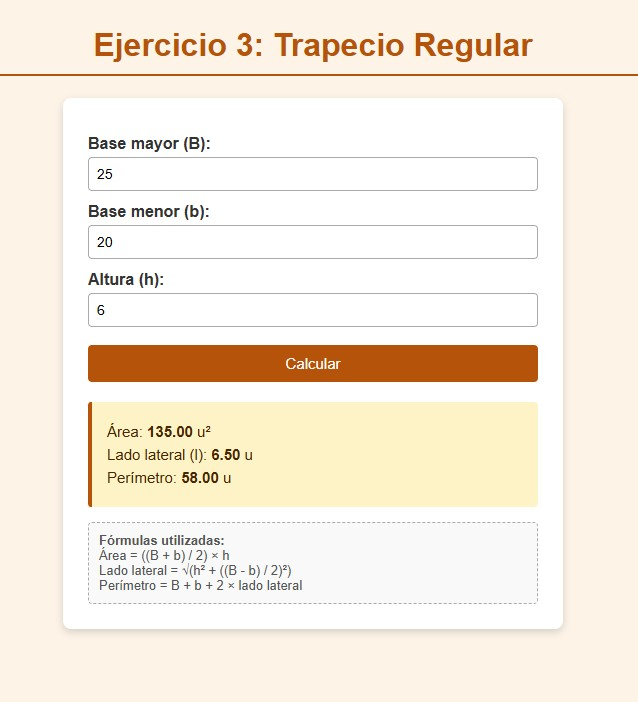 Ejercicio 3: Trapecio Regular
Base mayor (B):
25
Base menor (b):
20
Altura (h):
6
Calcular
Área: 135.00 u²
Lado lateral (l): 6.50 u
Perímetro: 58.00 u
Fórmulas utilizadas:
Área = ((B + b) / 2) × h
Lado lateral = √(h² + ((B - b) / 2)²)
Perímetro = B + b + 2 × lado lateral